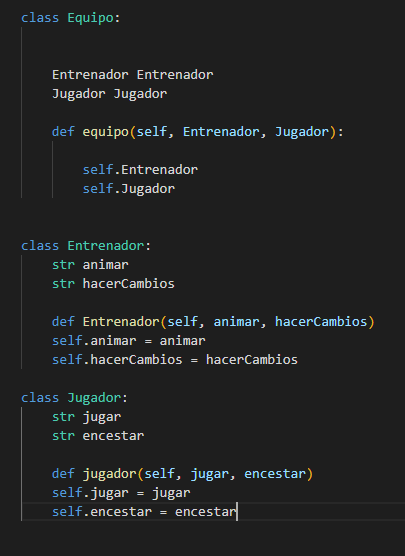 class Equipo:
Entrenador Entrenador
Jugador Jugador
def equipo(self, Entrenador, Jugador):
self.Entrenador
self.Jugador
class Entrenador:
str animar
str hacerCambios
def Entrenador(self, animar, hacerCambios)
self.animar = animar
self.hacerCambios = hacerCambios
class Jugador:
str jugar
str encestar
def jugador(self, jugar, encestar)
self.jugar = jugar
self.encestar = encestar